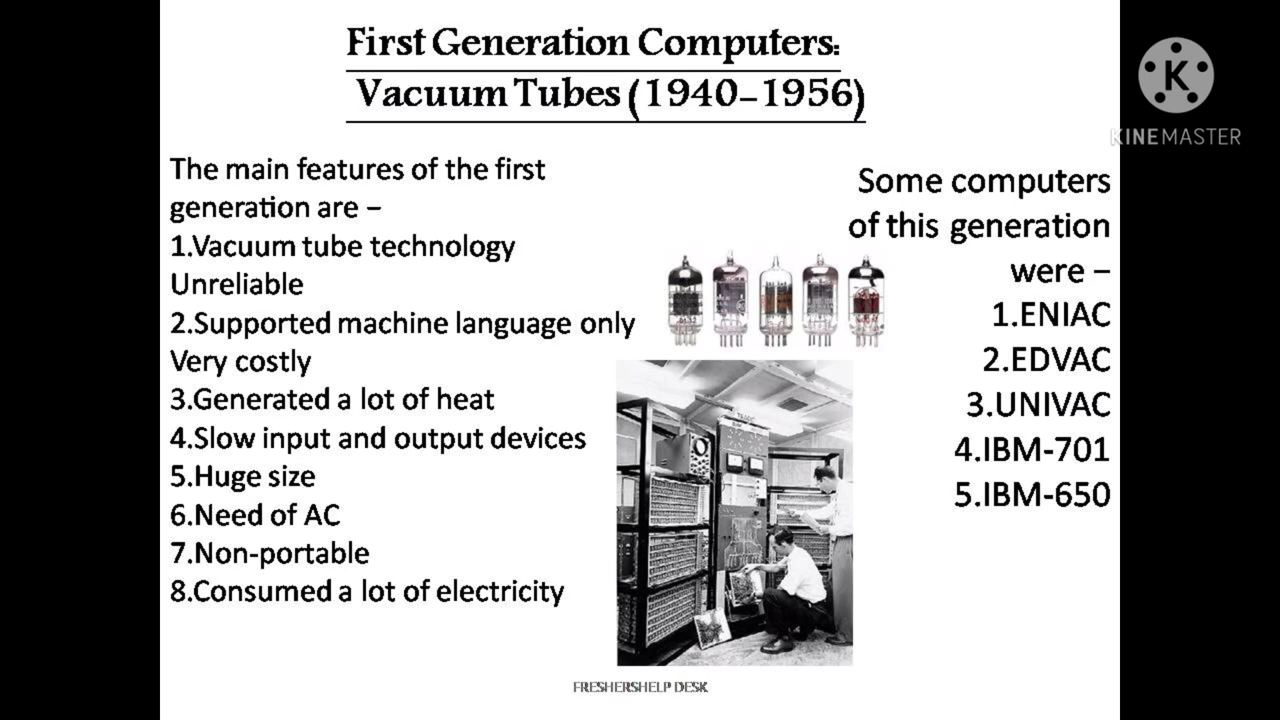 First Generation Computers:
Vacuum Tubes (1940-1956)
The main features of the first
generation are –
1.Vacuum tube technology
Unreliable
2.Supported machine language only
Very costly
3.Generated a lot of heat
4.Slow input and output devices
5.Huge size
6.Need of AC
7.Non-portable
8.Consumed a lot of electricity
Some computers
of this generation
were –
1.ENIAC
2.EDVAC
3.UNIVAC
4.IBM-701
5.IBM-650
FRESHERSHELP DESK
K
KINEMASTER